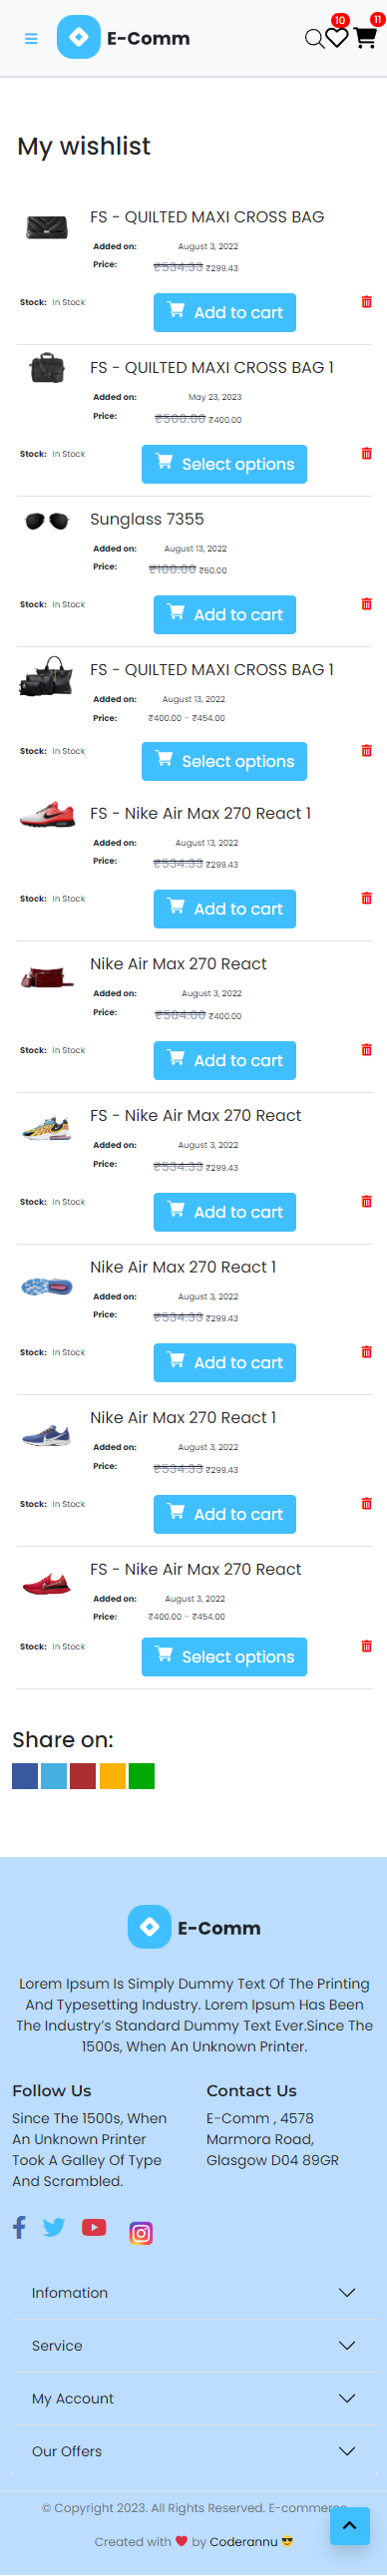 E-Comm
10
11
My wishlist
FS - QUILTED MAXI CROSS BAG
Added on: August 3, 2022
Price: ₹534.33 ₹299.43
Stock: In Stock
Add to cart
FS - QUILTED MAXI CROSS BAG 1
Added on: May 23, 2023
Price: ₹500.00 ₹400.00
Stock: In Stock
Select options
Sunglass 7355
Added on: August 13, 2022
Price: ₹100.00 ₹60.00
Stock: In Stock
Add to cart
FS - QUILTED MAXI CROSS BAG 1
Added on: August 13, 2022
Price: ₹400.00 – ₹454.00
Stock: In Stock
Select options
FS - Nike Air Max 270 React 1
Added on: August 13, 2022
Price: ₹534.33 ₹299.43
Stock: In Stock
Add to cart
Nike Air Max 270 React
Added on: August 3, 2022
Price: ₹584.00 ₹400.00
Stock: In Stock
Add to cart
FS - Nike Air Max 270 React
Added on: August 3, 2022
Price: ₹534.33 ₹299.43
Stock: In Stock
Add to cart
Nike Air Max 270 React 1
Added on: August 3, 2022
Price: ₹534.33 ₹299.43
Stock: In Stock
Add to cart
Nike Air Max 270 React 1
Added on: August 3, 2022
Price: ₹534.33 ₹299.43
Stock: In Stock
Add to cart
FS - Nike Air Max 270 React
Added on: August 3, 2022
Price: ₹400.00 – ₹454.00
Stock: In Stock
Select options
Share on:
E-Comm
Lorem Ipsum Is Simply Dummy Text Of The Printing
And Typesetting Industry. Lorem Ipsum Has Been
The Industry's Standard Dummy Text Ever.Since The
1500s, When An Unknown Printer.
Follow Us
Since The 1500s, When
An Unknown Printer
Took A Galley Of Type
And Scrambled.
Contact Us
E-Comm , 4578
Marmora Road,
Glasgow D04 89GR
Infomation
Service
My Account
Our Offers
© Copyright 2023. All Rights Reserved. E-commerce
Created with ❤️ by Coderannu 😎